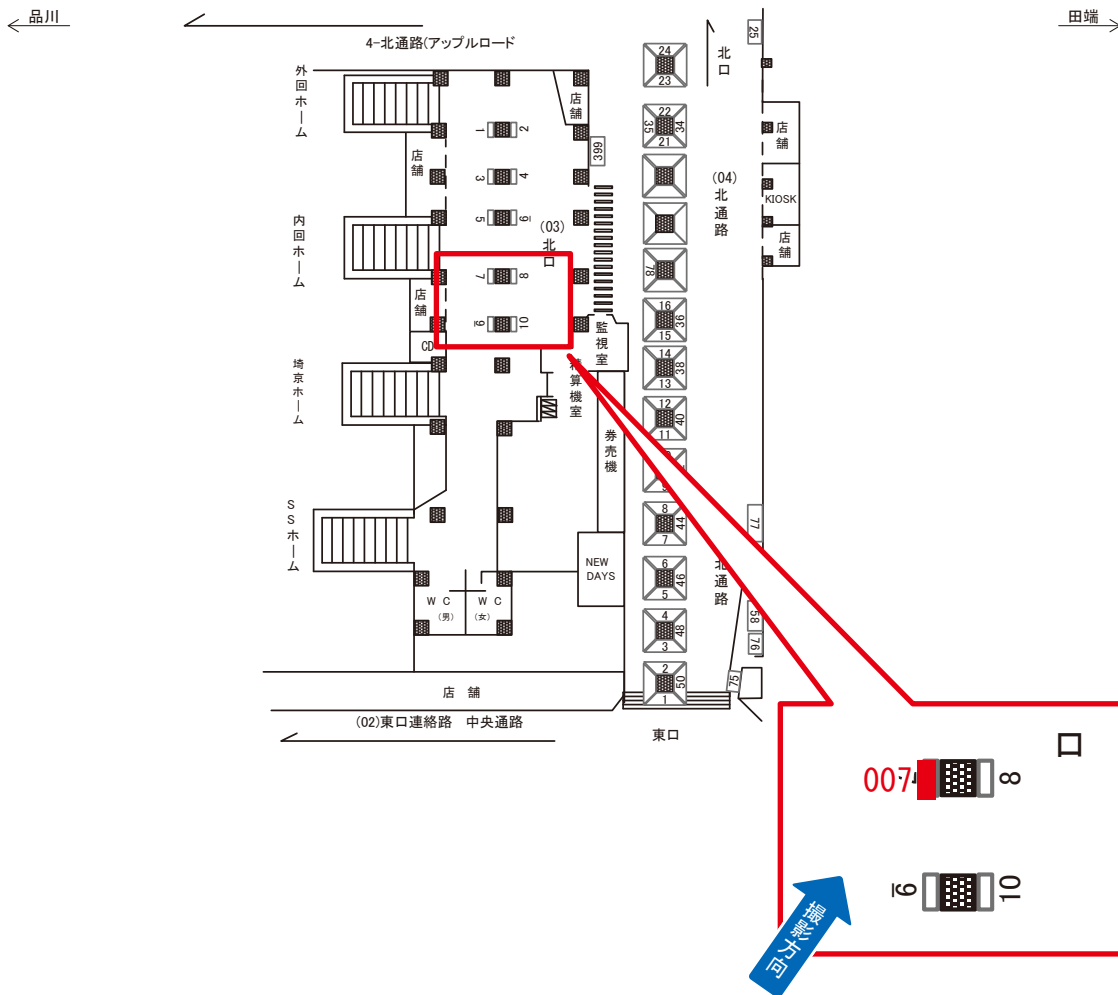 品川
田端
4-北通路(アップルロード
外回ホーム
内回ホーム
埼京ホーム
SSホーム
店舗
1
2
3
4
5
6
(03)
北口
7
8
9
10
店舗
店舗
CD
399
監視室
精算機室
券売機
NEW
DAYS
WC
(男)
WC
(女)
店舗
(02)東口連絡路 中央通路
東口
北口
(04)
北通路
北通路
24
23
22
35
34
21
78
16
36
15
14
38
13
12
40
11
9
8
44
7
6
46
5
4
48
3
2
50
1
25
店舗
KIOSK
店舗
77
58
76
75
口
007
8
9
10
撮影方向